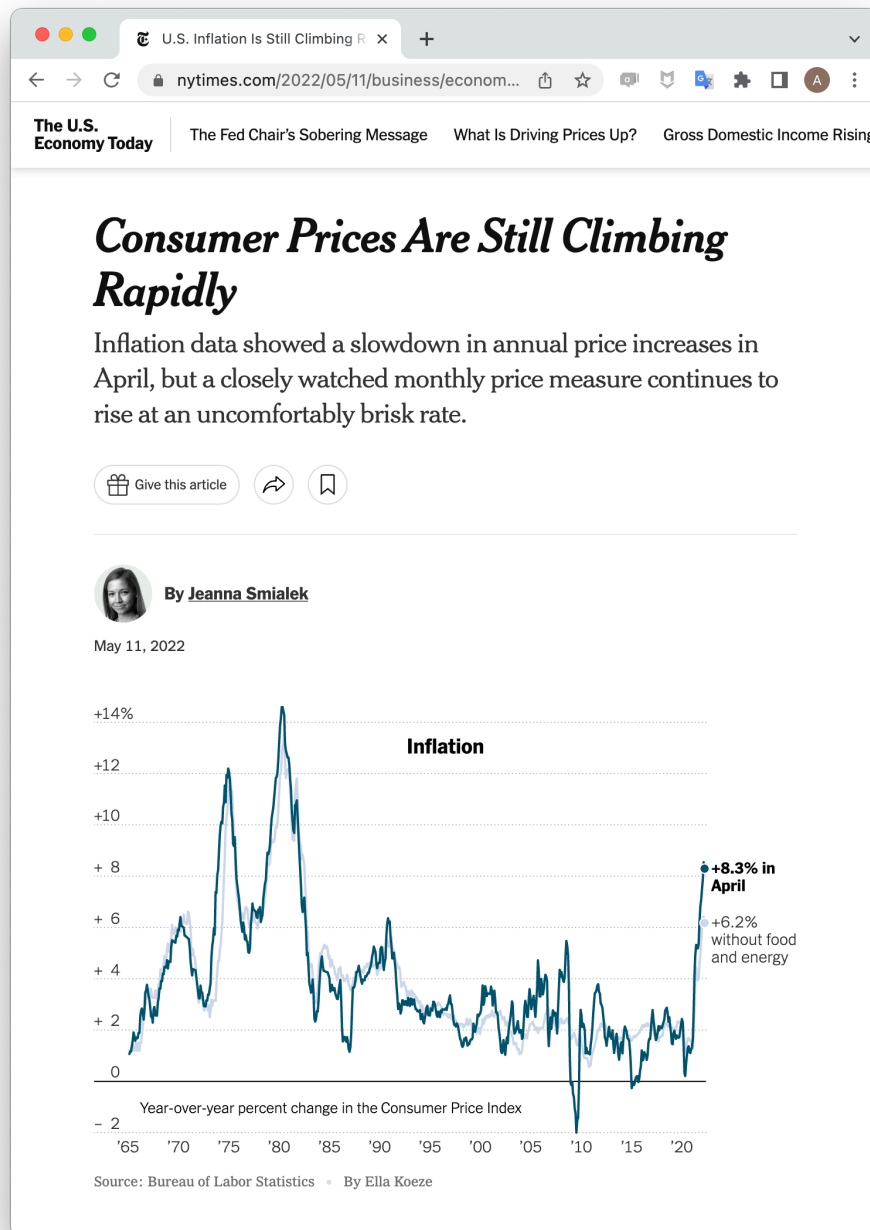 U.S. Inflation Is Still Climbing R
nytimes.com/2022/05/11/business/econom...
A
The U.S.
Economy Today
The Fed Chair’s Sobering Message
What Is Driving Prices Up?
Gross Domestic Income Rising
Consumer Prices Are Still Climbing
Rapidly
Inflation data showed a slowdown in annual price increases in
April, but a closely watched monthly price measure continues to
rise at an uncomfortably brisk rate.
Give this article
By Jeanna Smialek
May 11, 2022
+14%
Inflation
+12
+10
+ 8
+8.3% in
April
+ 6
+6.2%
without food
and energy
+ 4
+ 2
0
Year-over-year percent change in the Consumer Price Index
– 2
’65 ’70 ’75 ’80 ’85 ’90 ’95 ’00 ’05 ’10 ’15 ’20
Source: Bureau of Labor Statistics • By Ella Koeze